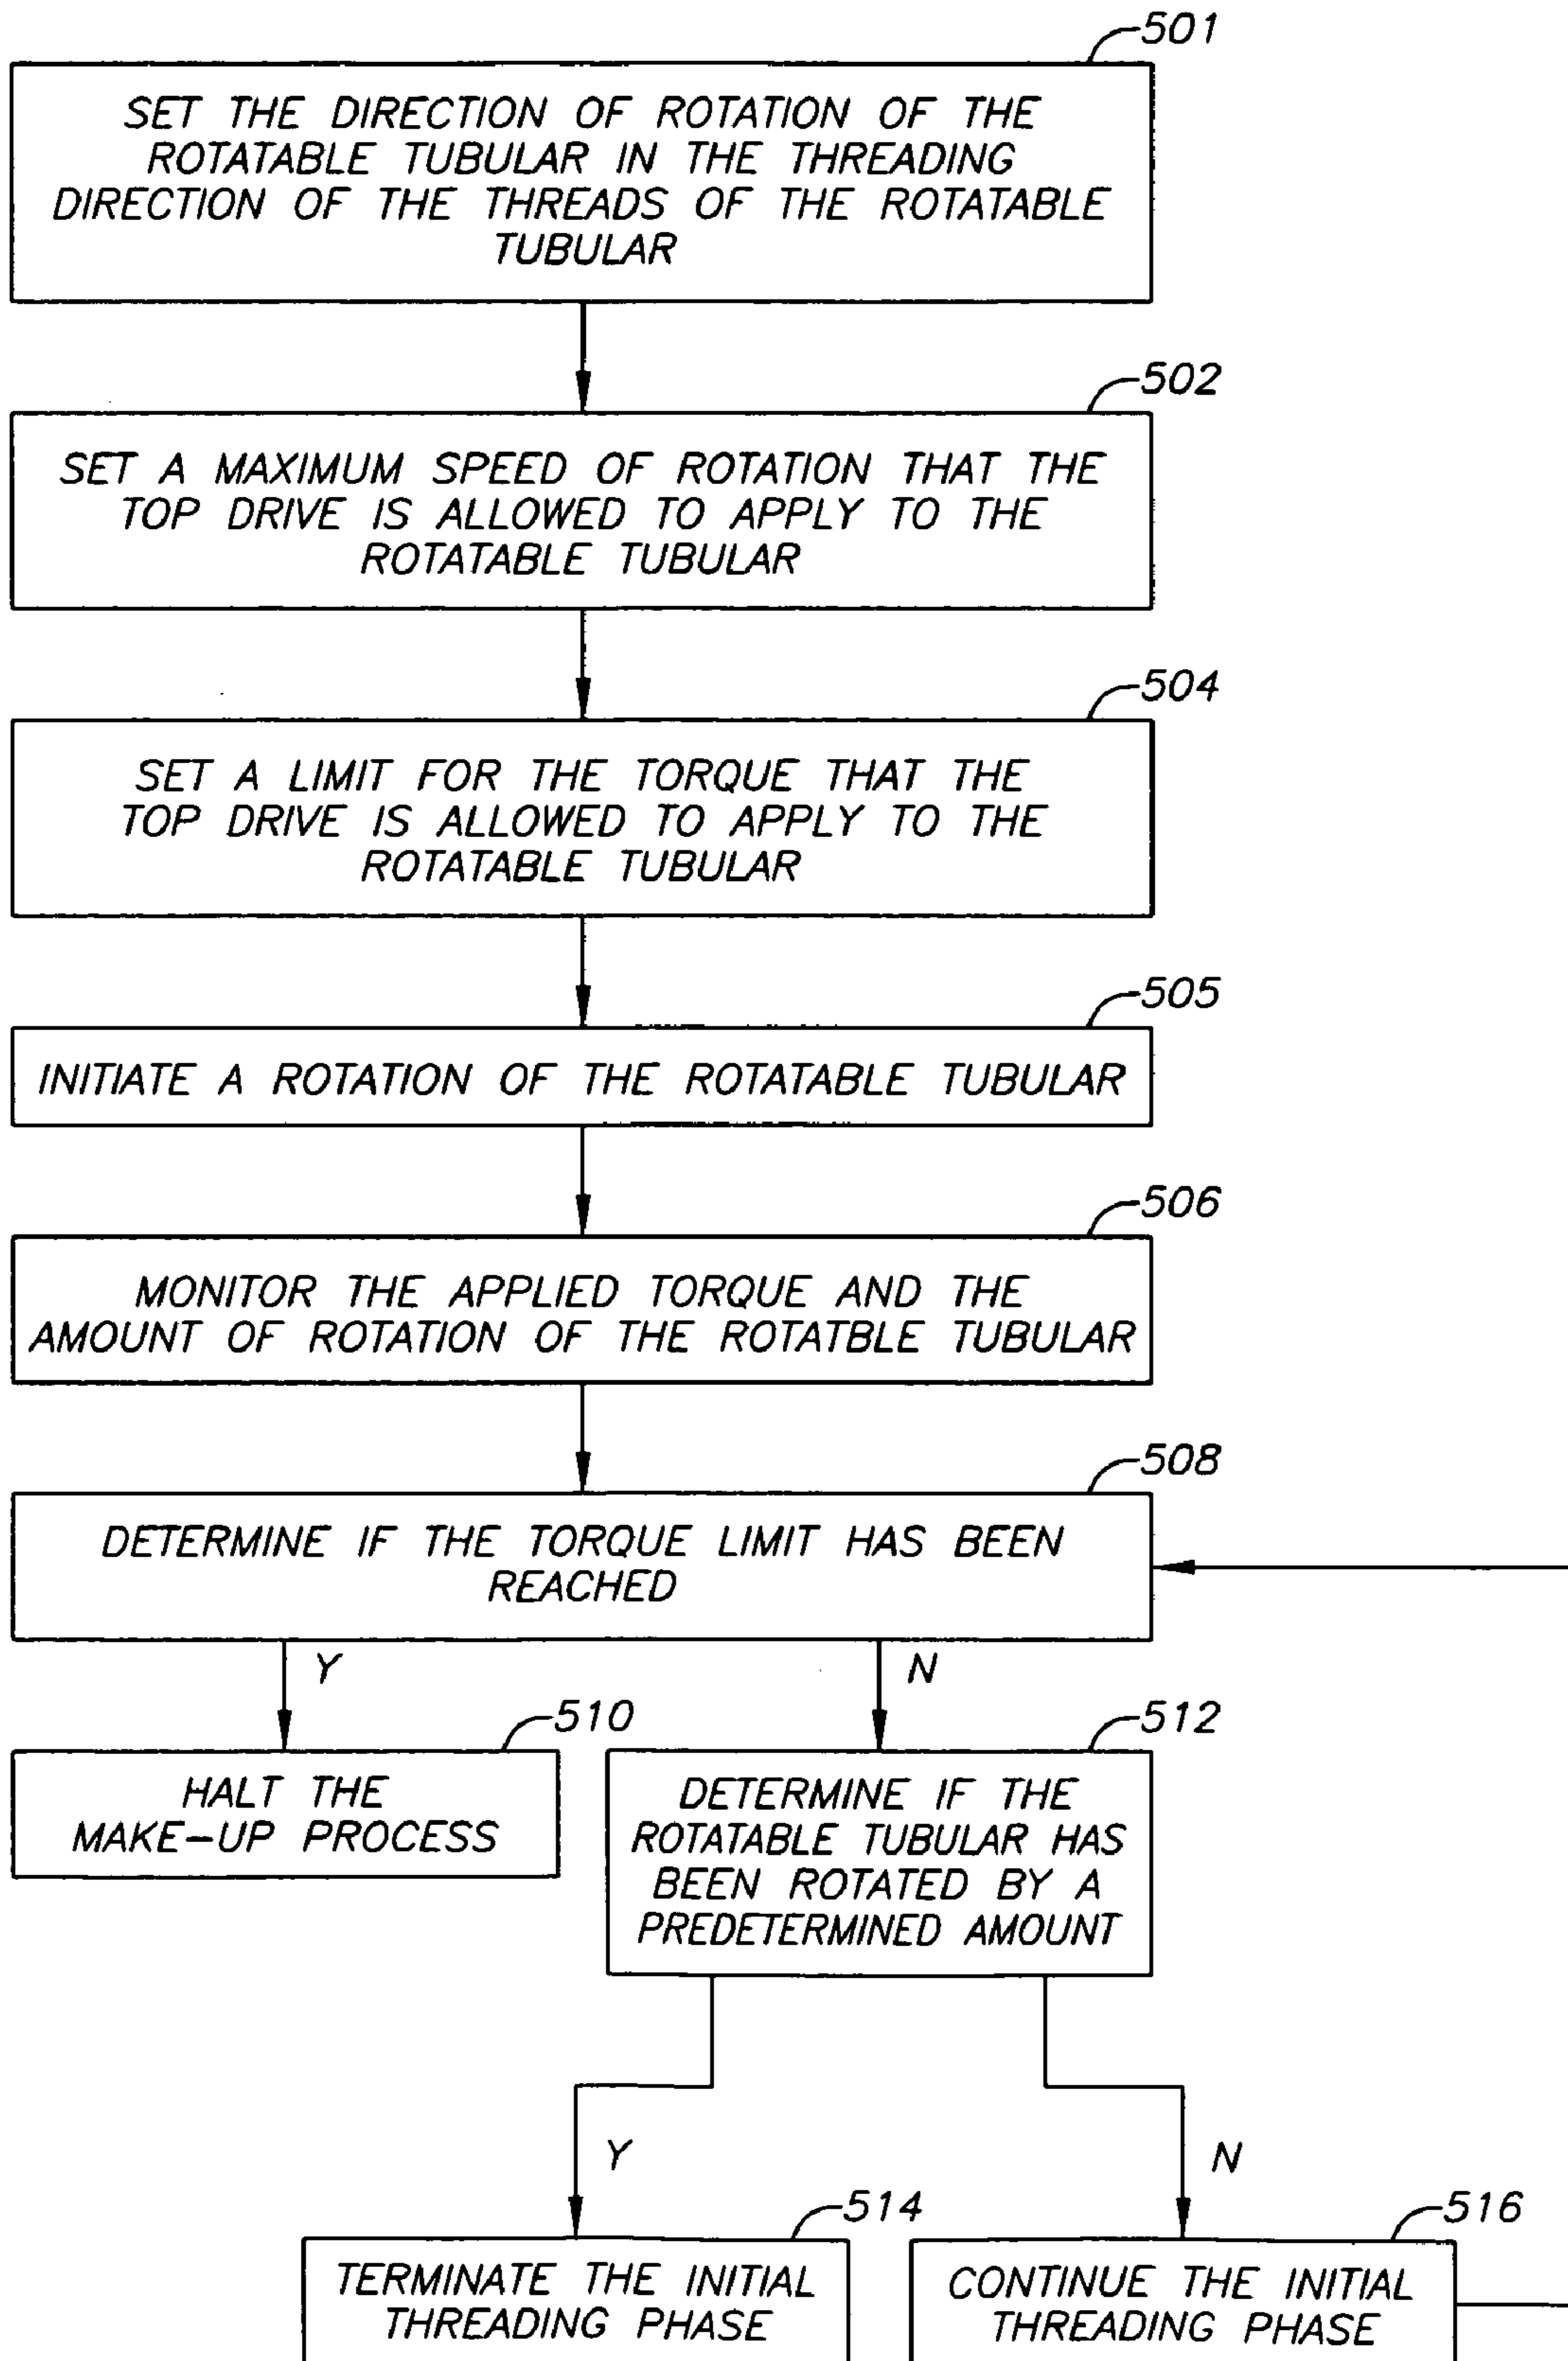 501
SET THE DIRECTION OF ROTATION OF THE
ROTATABLE TUBULAR IN THE THREADING
DIRECTION OF THE THREADS OF THE ROTATABLE
TUBULAR
502
SET A MAXIMUM SPEED OF ROTATION THAT THE
TOP DRIVE IS ALLOWED TO APPLY TO THE
ROTATABLE TUBULAR
504
SET A LIMIT FOR THE TORQUE THAT THE
TOP DRIVE IS ALLOWED TO APPLY TO THE
ROTATABLE TUBULAR
505
INITIATE A ROTATION OF THE ROTATABLE TUBULAR
506
MONITOR THE APPLIED TORQUE AND THE
AMOUNT OF ROTATION OF THE ROTATBLE TUBULAR
508
DETERMINE IF THE TORQUE LIMIT HAS BEEN
REACHED
Y
N
510
HALT THE
MAKE-UP PROCESS
512
DETERMINE IF THE
ROTATABLE TUBULAR HAS
BEEN ROTATED BY A
PREDETERMINED AMOUNT
Y
N
514
TERMINATE THE INITIAL
THREADING PHASE
516
CONTINUE THE INITIAL
THREADING PHASE